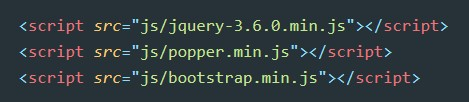 <script src="js/jquery-3.6.0.min.js"></script>
<script src="js/popper.min.js"></script>
<script src="js/bootstrap.min.js"></script>